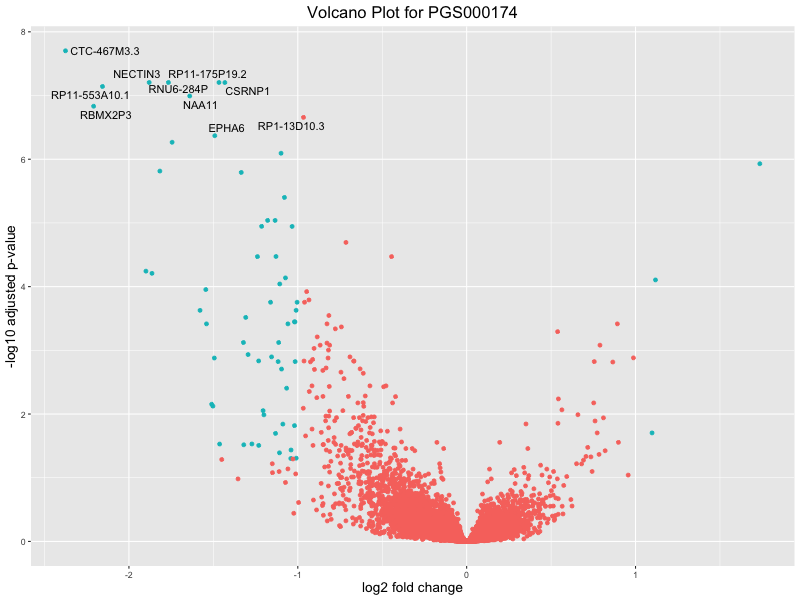 Volcano Plot for PGS000174
8
CTC-467M3.3
NECTIN3 RP11-175P19.2
RNU6-284P
CSRNP1
RP11-553A10.1
NAA11
RBMX2P3
EPHA6 RP1-13D10.3
6
4
2
0
-log10 adjusted p-value
-2 -1 0 1
log2 fold change